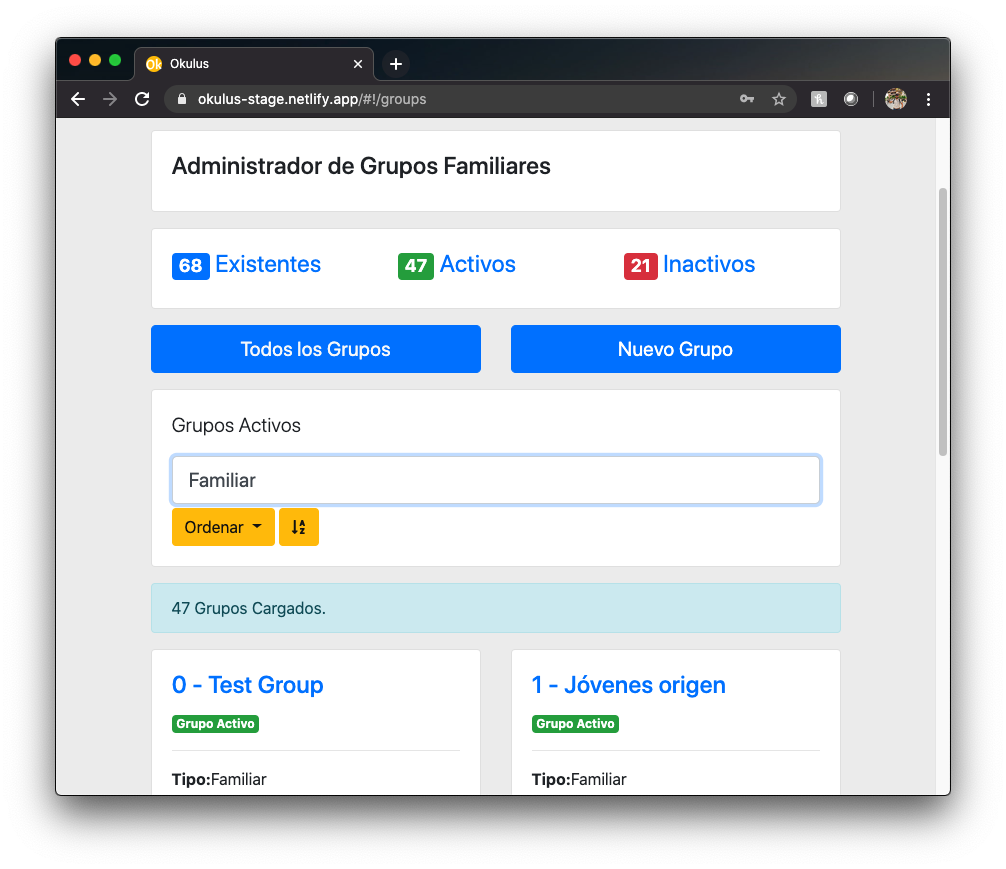 Okulus
okulus-stage.netlify.app/#!/groups
Administrador de Grupos Familiares
68 Existentes 47 Activos 21 Inactivos
Todos los Grupos Nuevo Grupo
Grupos Activos
Familiar
Ordenar
47 Grupos Cargados.
0 - Test Group 1 - Jóvenes origen
Grupo Activo Grupo Activo
Tipo:Familiar Tipo:Familiar